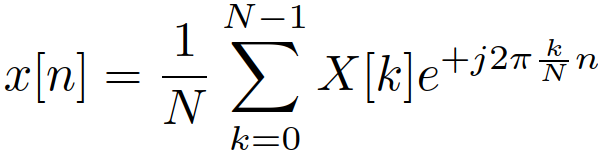 x[n] = \frac{1}{N} \sum_{k=0}^{N-1} X[k] e^{+j2\pi \frac{k}{N} n}